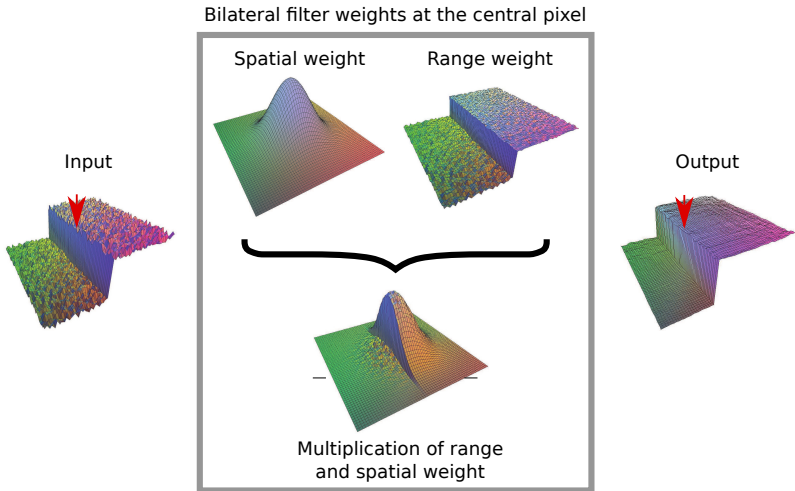 Bilateral filter weights at the central pixel
Spatial weight
Range weight
Input
Output
Multiplication of range
and spatial weight